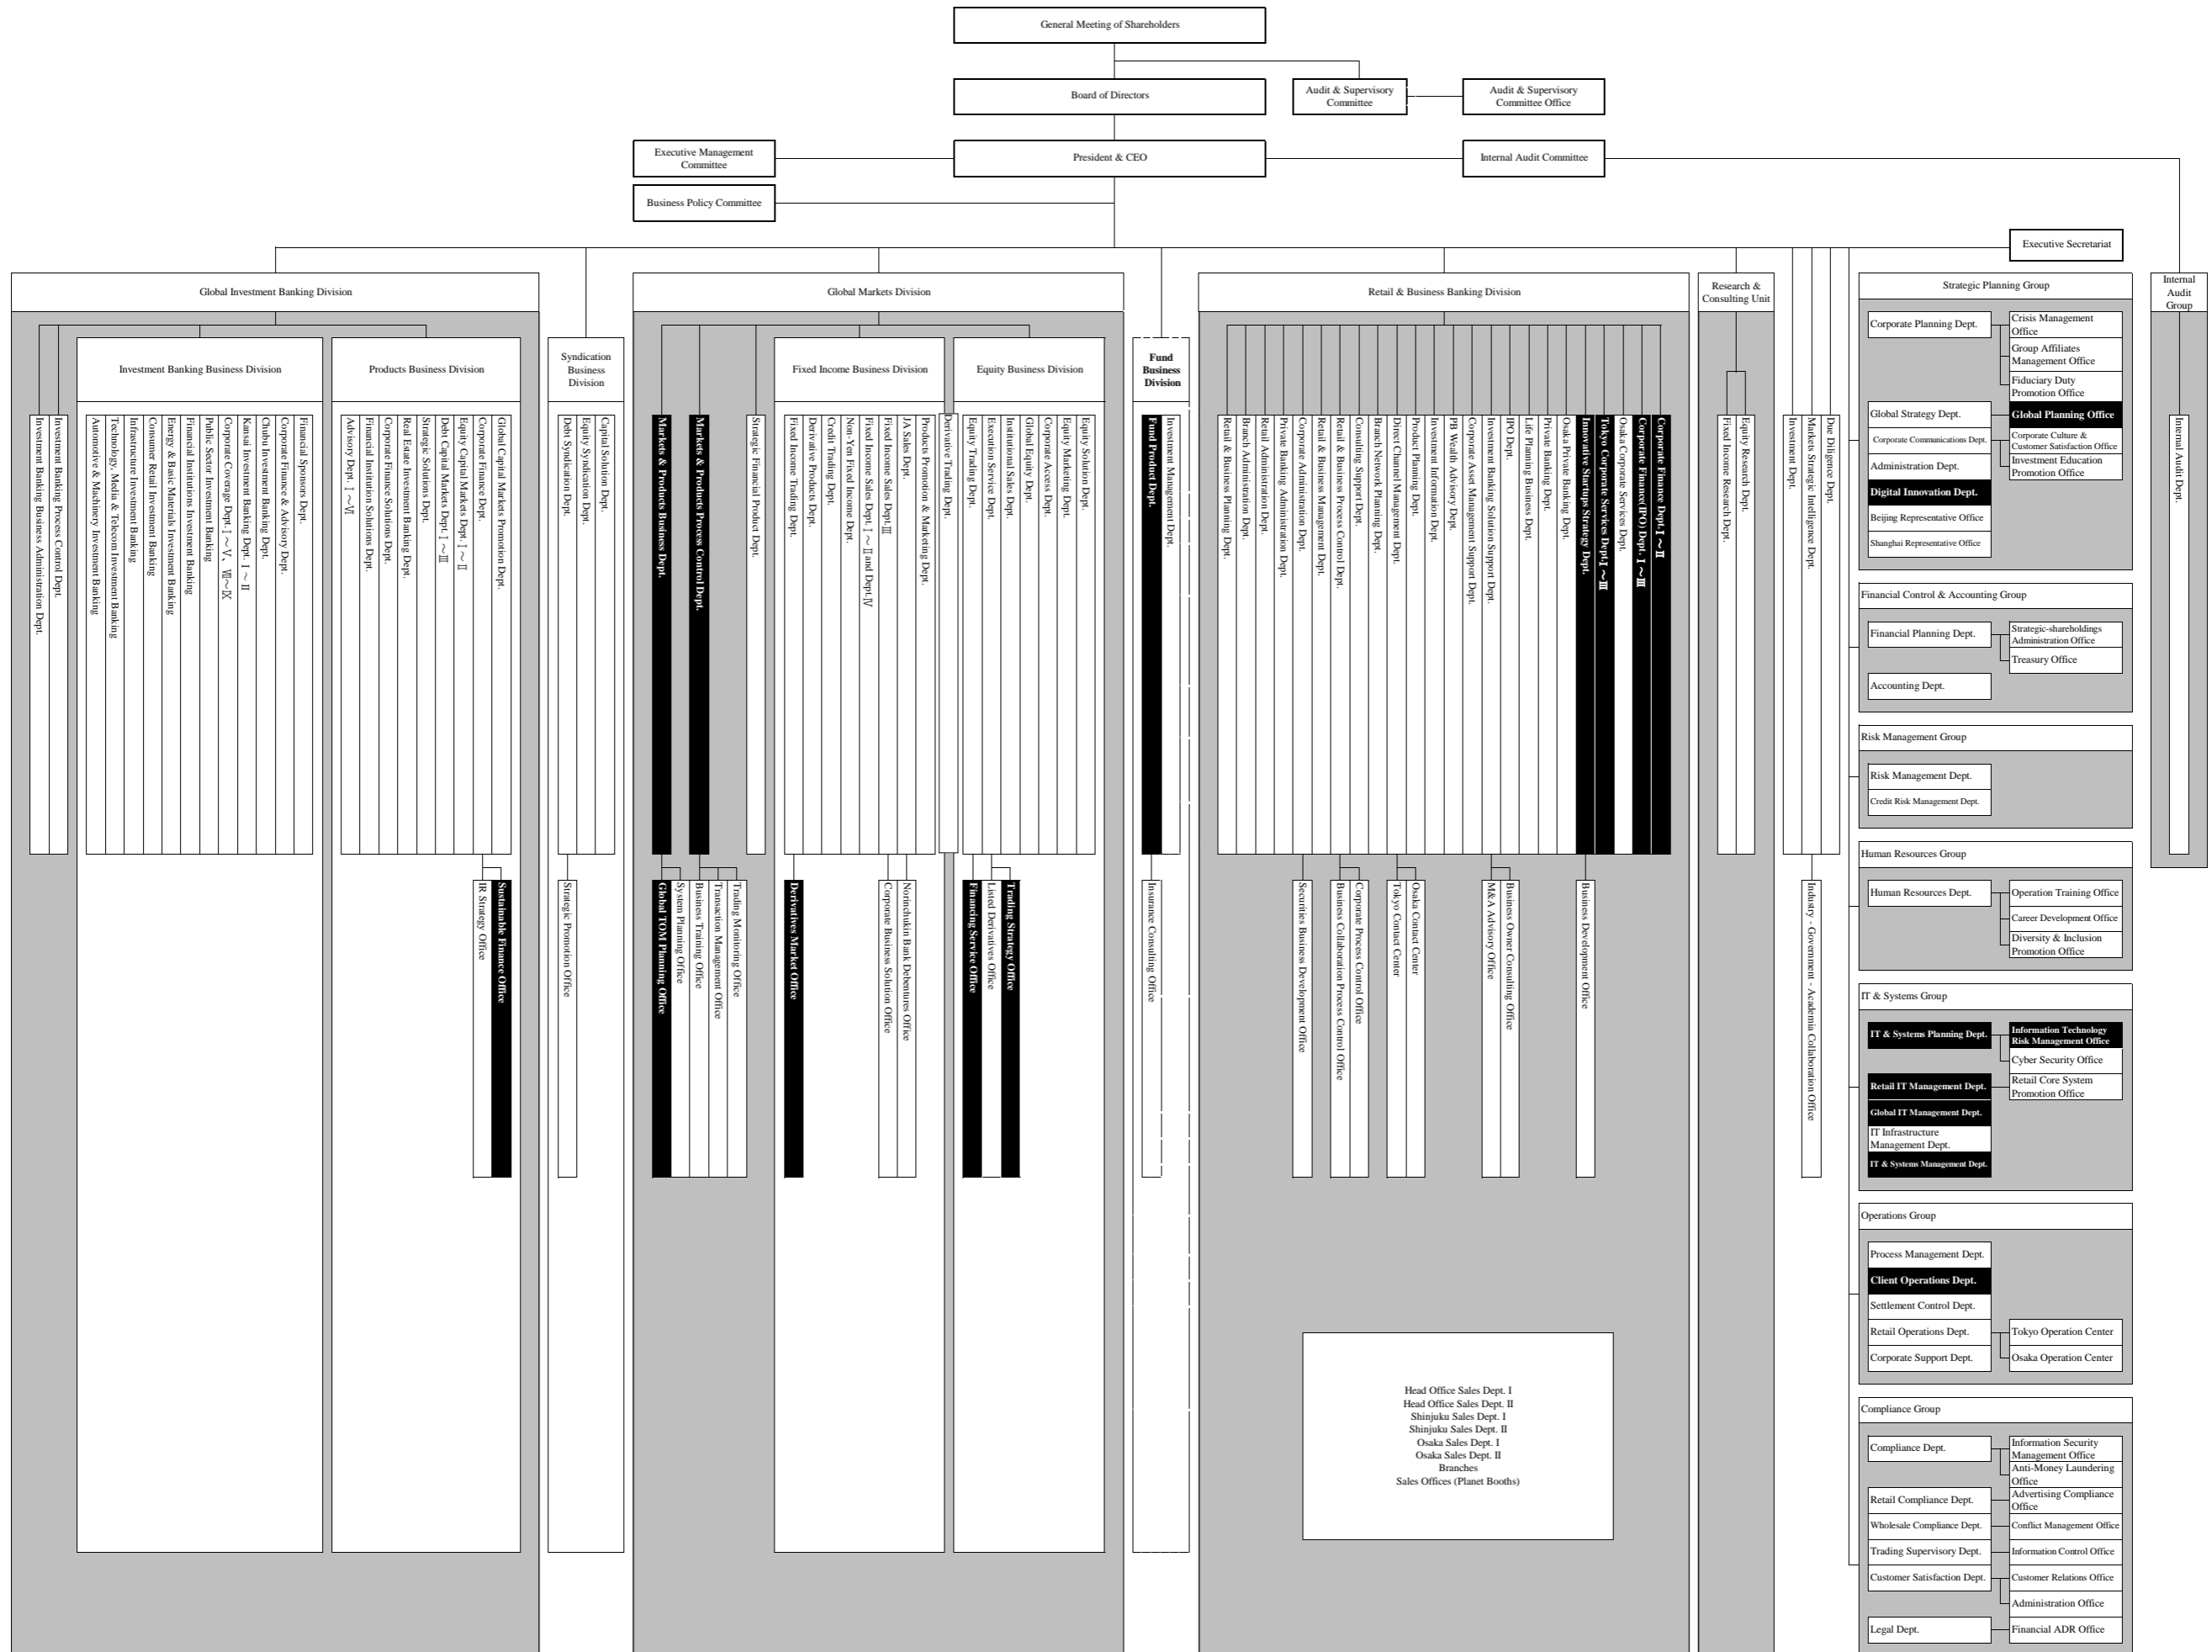 General Meeting of Shareholders
Board of Directors
Audit & Supervisory
Committee
Audit & Supervisory
Committee Office
Executive Management
Committee
President & CEO
Internal Audit Committee
Business Policy Committee
Executive Secretariat
Global Investment Banking Division
Investment Banking Business Administration Dept.
Investment Banking Process Control Dept.
Investment Banking Business Division
Automotive & Machinery Investment Banking
Technology, Media & Telecom Investment Banking
Infrastructure Investment Banking
Consumer Retail Investment Banking
Energy & Basic Materials Investment Banking
Financial Institutions Investment Banking
Public Sector Investment Banking
Corporate Coverage Dept. Ⅰ～Ⅴ、Ⅶ～Ⅸ
Kansai Investment Banking Dept. Ⅰ～Ⅱ
Chubu Investment Banking Dept.
Corporate Finance & Advisory Dept.
Financial Sponsors Dept.
Products Business Division
Advisory Dept. Ⅰ～Ⅵ
Financial Institution Solutions Dept.
Corporate Finance Solutions Dept.
Real Estate Investment Banking Dept.
Strategic Solutions Dept.
Debt Capital Markets Dept. Ⅰ～Ⅲ
Equity Capital Markets Dept. Ⅰ～Ⅱ
Corporate Finance Dept.
Global Capital Markets Promotion Dept.
IR Strategy Office
Sustainable Finance Office
Syndication
Business
Division
Debt Syndication Dept.
Equity Syndication Dept.
Capital Solution Dept.
Strategic Promotion Office
Global Markets Division
Markets & Products Business Dept.
Markets & Products Process Control Dept.
Strategic Financial Product Dept.
Global TOM Planning Office
System Planning Office
Business Training Office
Transaction Management Office
Trading Monitoring Office
Fixed Income Business Division
Fixed Income Trading Dept.
Derivative Products Dept.
Credit Trading Dept.
Non-Yen Fixed Income Dept.
Fixed Income Sales Dept. Ⅰ～Ⅱ and Dept.Ⅳ
Fixed Income Sales Dept.Ⅲ
JA Sales Dept.
Products Promotion & Marketing Dept.
Derivatives Market Office
Corporate Business Solution Office
Norinchukin Bank Debentures Office
Derivative Trading Dept.
Equity Business Division
Equity Trading Dept.
Execution Service Dept.
Institutional Sales Dept.
Global Equity Dept.
Corporate Access Dept.
Equity Marketing Dept.
Equity Solution Dept.
Financing Service Office
Listed Derivatives Office
Trading Strategy Office
Fund
Business
Division
Fund Product Dept.
Investment Management Dept.
Insurance Consulting Office
Retail & Business Banking Division
Retail & Business Planning Dept.
Branch Administration Dept.
Retail Administration Dept.
Private Banking Administration Dept.
Corporate Administration Dept.
Retail & Business Management Dept.
Retail & Business Process Control Dept.
Consulting Support Dept.
Branch Network Planning Dept.
Direct Channel Management Dept.
Product Planning Dept.
Investment Information Dept.
PB Wealth Advisory Dept.
Corporate Asset Management Support Dept.
Investment Banking Solution Support Dept.
IPO Dept.
Life Planning Business Dept.
Private Banking Dept.
Osaka Private Banking Dept.
Innovative Startups Strategy Dept.
Tokyo Corporate Services Dept.Ⅰ～Ⅲ
Osaka Corporate Services Dept.
Corporate Finance(IPO) Dept. Ⅰ～Ⅲ
Corporate Finance Dept.Ⅰ～Ⅱ
Securities Business Development Office
Business Collaboration Process Control Office
Corporate Process Control Office
Tokyo Contact Center
Osaka Contact Center
M&A Advisory Office
Business Owner Consulting Office
Business Development Office
Head Office Sales Dept. I
Head Office Sales Dept. II
Shinjuku Sales Dept. I
Shinjuku Sales Dept. II
Osaka Sales Dept. I
Osaka Sales Dept. II
Branches
Sales Offices (Planet Booths)
Research &
Consulting Unit
Fixed Income Research Dept.
Equity Research Dept.
Investment Dept.
Markets Strategic Intelligence Dept.
Due Diligence Dept.
Industry - Government - Academia Collaboration Office
Strategic Planning Group
Corporate Planning Dept.
Crisis Management
Office
Group Affiliates
Management Office
Fiduciary Duty
Promotion Office
Global Strategy Dept.
Global Planning Office
Corporate Communications Dept.
Corporate Culture &
Customer Satisfaction Office
Administration Dept.
Investment Education
Promotion Office
Digital Innovation Dept.
Beijing Representative Office
Shanghai Representative Office
Financial Control & Accounting Group
Financial Planning Dept.
Strategic-shareholdings
Administration Office
Treasury Office
Accounting Dept.
Risk Management Group
Risk Management Dept.
Credit Risk Management Dept.
Human Resources Group
Human Resources Dept.
Operation Training Office
Career Development Office
Diversity & Inclusion
Promotion Office
IT & Systems Group
IT & Systems Planning Dept.
Information Technology
Risk Management Office
Cyber Security Office
Retail IT Management Dept.
Retail Core System
Promotion Office
Global IT Management Dept.
IT Infrastructure
Management Dept.
IT & Systems Management Dept.
Operations Group
Process Management Dept.
Client Operations Dept.
Settlement Control Dept.
Retail Operations Dept.
Tokyo Operation Center
Corporate Support Dept.
Osaka Operation Center
Compliance Group
Compliance Dept.
Information Security
Management Office
Anti-Money Laundering
Office
Retail Compliance Dept.
Advertising Compliance
Office
Wholesale Compliance Dept.
Conflict Management Office
Trading Supervisory Dept.
Information Control Office
Customer Satisfaction Dept.
Customer Relations Office
Administration Office
Legal Dept.
Financial ADR Office
Internal
Audit
Group
Internal Audit Dept.